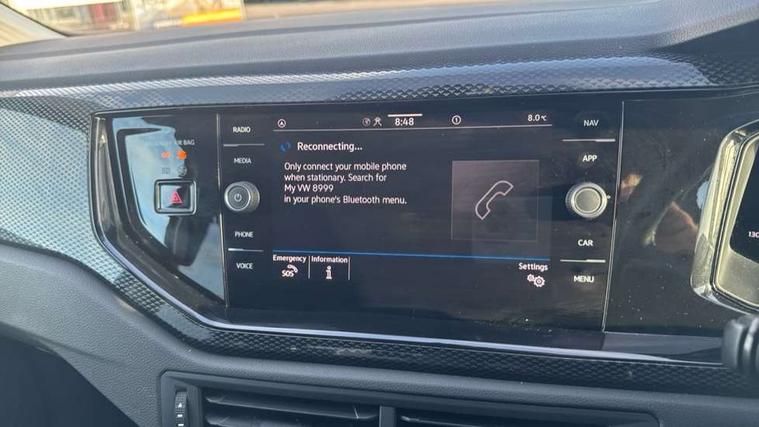 RADIO
MEDIA
PHONE
VOICE
8:48
8.0°C
Reconnecting...
Only connect your mobile phone
when stationary. Search for
My VW 8999
in your phone's Bluetooth menu.
Emergency
SOS
Information
Settings
NAV
APP
CAR
MENU